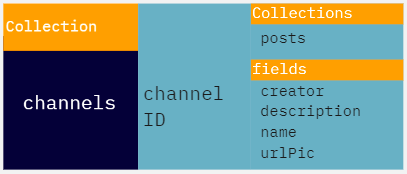 Collection
channels
channel
ID
Collections
posts
fields
creator
description
name
urlPic